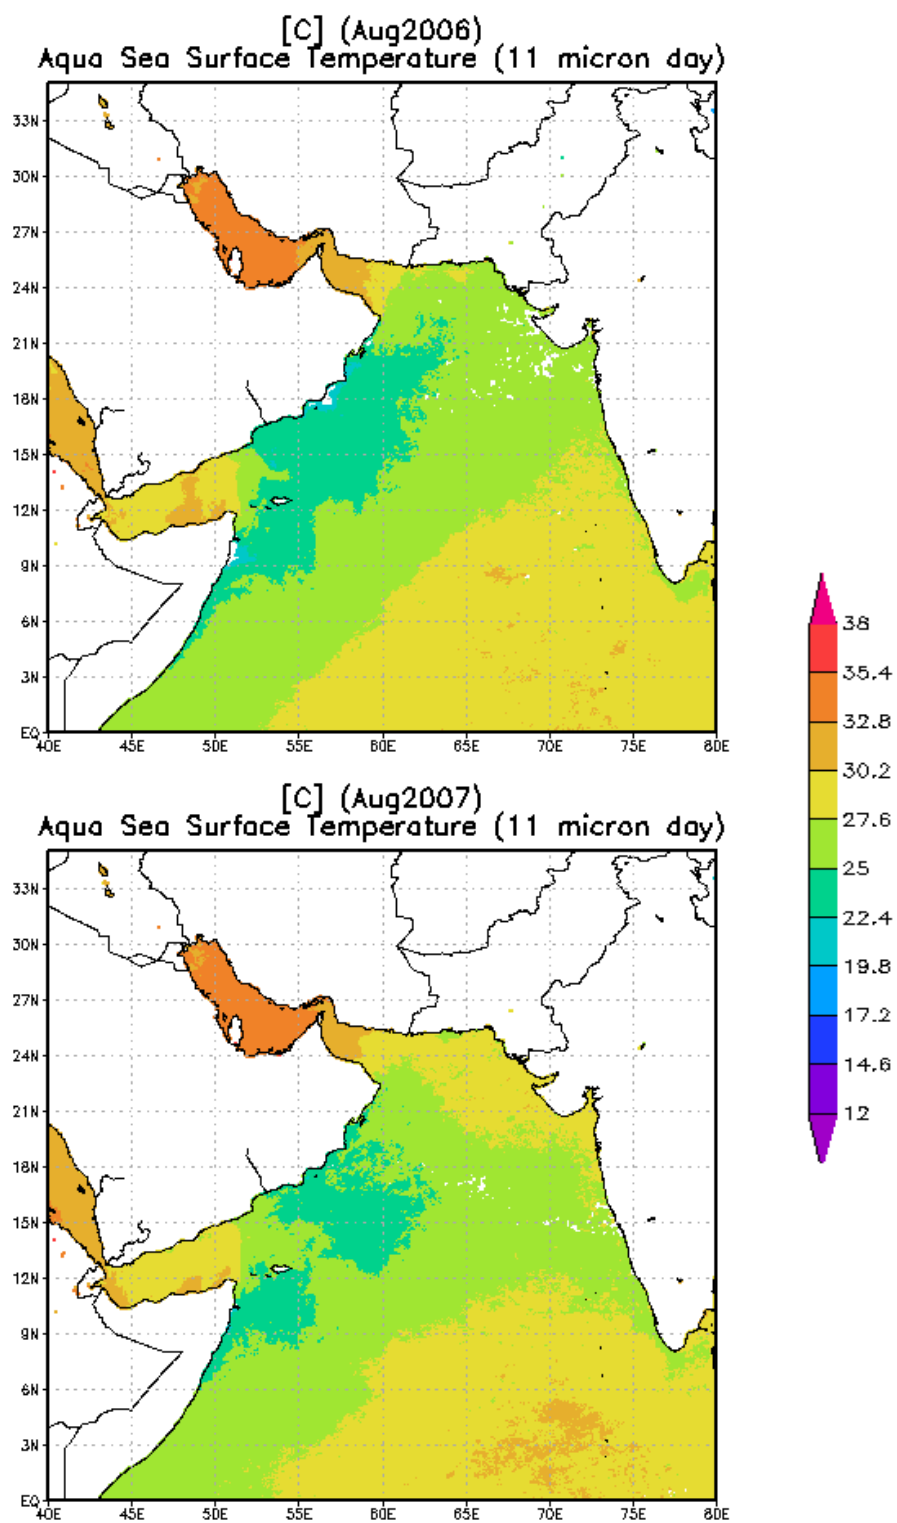 [C] (Aug2006)
Aqua Sea Surface Temperature (11 micron day)
33N
30N
27N
24N
21N
18N
15N
12N
9N
6N
3N
EQ
40E 45E 50E 55E 60E 65E 70E 75E 80E
[C] (Aug2007)
Aqua Sea Surface Temperature (11 micron day)
33N
30N
27N
24N
21N
18N
15N
12N
9N
6N
3N
EQ
40E 45E 50E 55E 60E 65E 70E 75E 80E
38
35.4
32.8
30.2
27.6
25
22.4
19.8
17.2
14.6
12